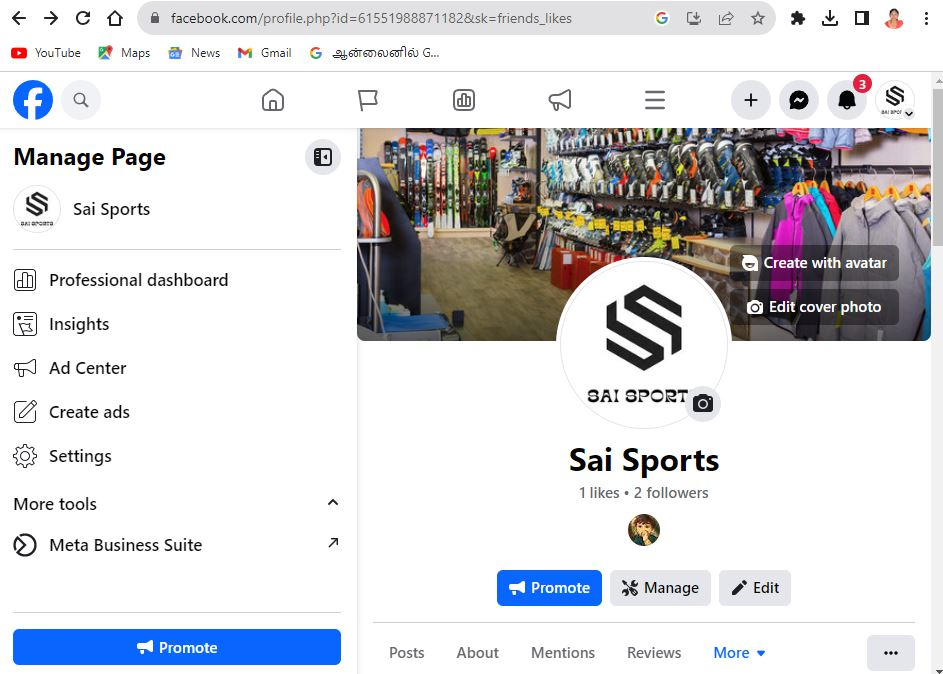 facebook.com/profile.php?id=61551988871182&sk=friends_likes
YouTube Maps News Gmail ஆன்லைனில் G...
3
Manage Page
Sai Sports
Professional dashboard
Insights
Ad Center
Create ads
Settings
More tools
Meta Business Suite
Promote
Create with avatar
Edit cover photo
SAI SPORT
Sai Sports
1 likes • 2 followers
Promote Manage Edit
Posts About Mentions Reviews More